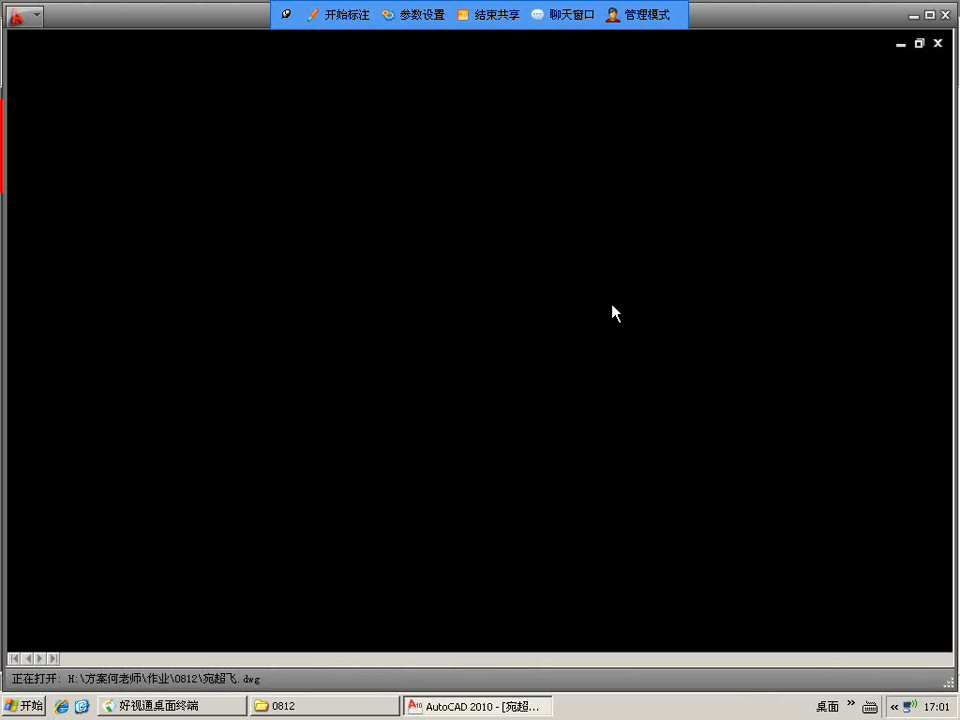 开始标注 参数设置 结束共享 聊天窗口 管理模式
正在打开: H:\方案何老师\作业\0812\宛超飞.dwg
开始 好视通桌面终端 0812 AutoCAD 2010 - [宛超... 桌面 » « 17:01